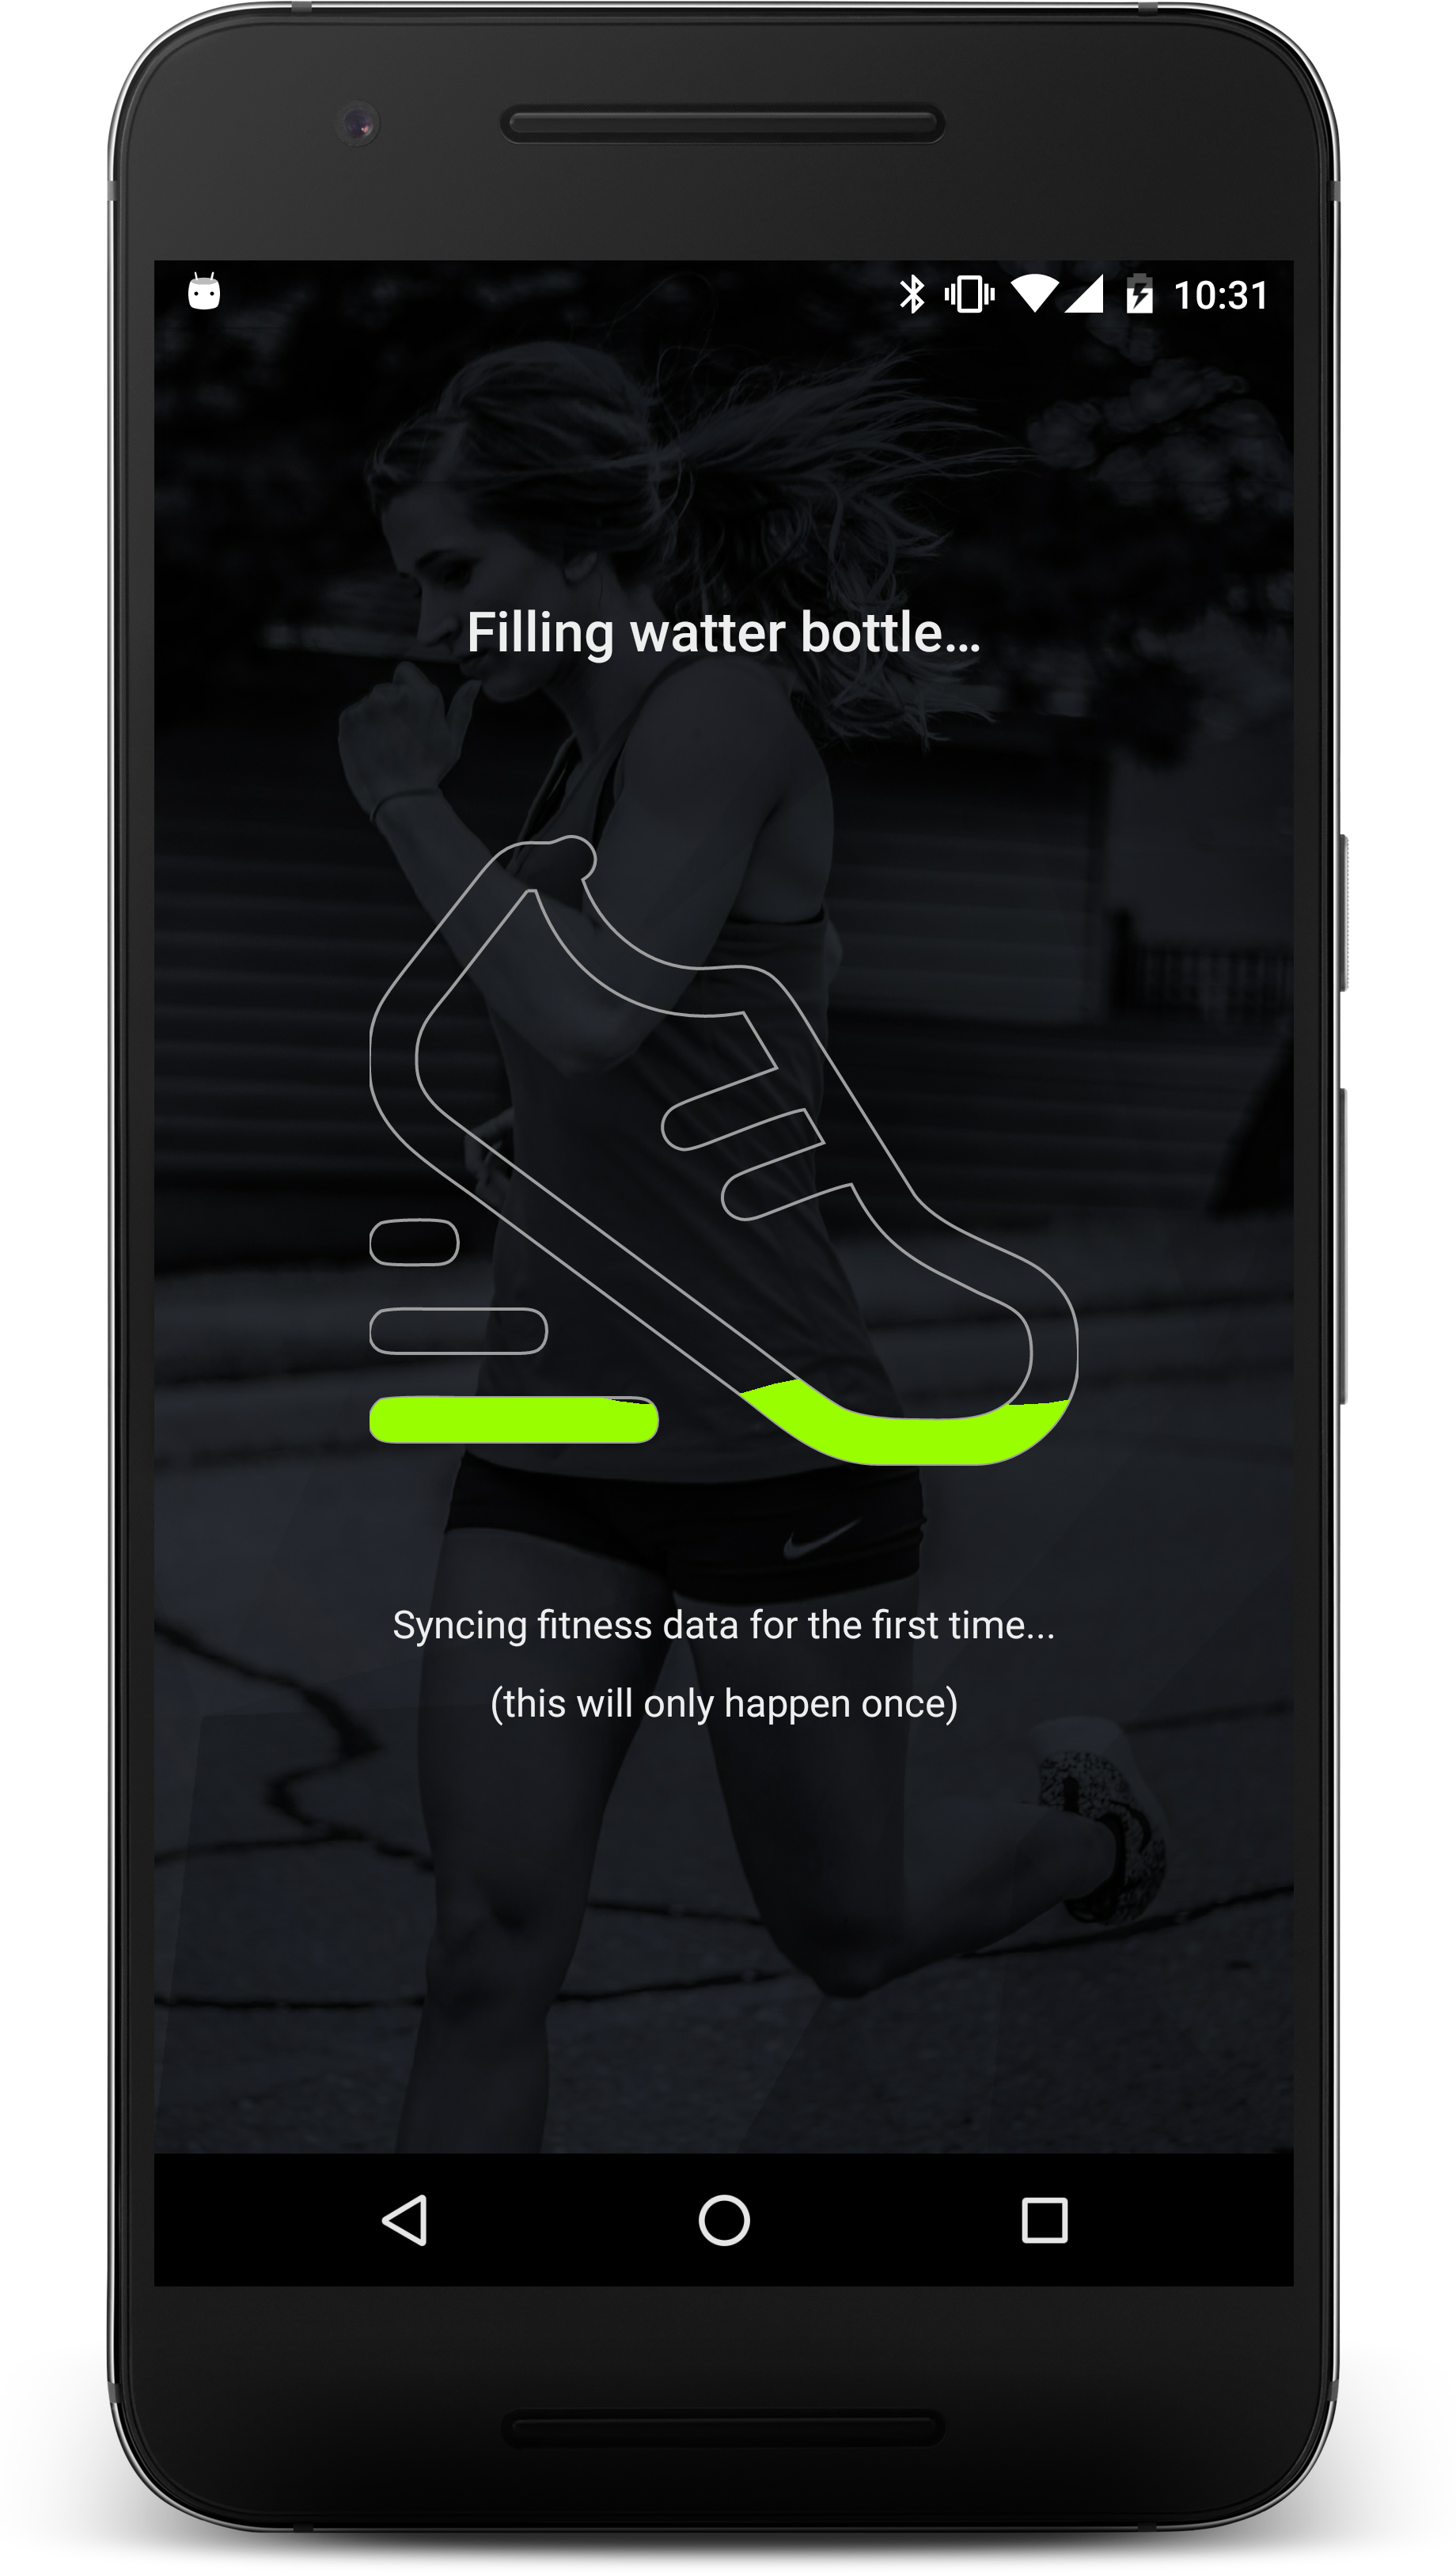 10:31
Filling watter bottle...
Syncing fitness data for the first time...
(this will only happen once)